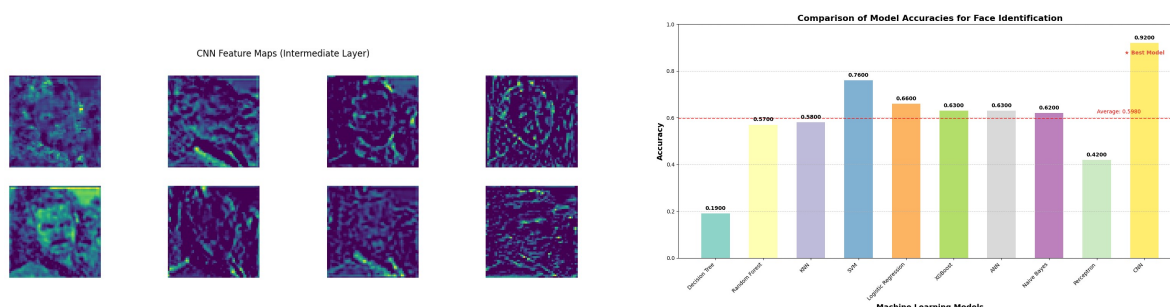 CNN Feature Maps (Intermediate Layer)
Comparison of Model Accuracies for Face Identification
Accuracy
1.0
0.8
0.6
0.4
0.2
0.0
0.1900
0.5700
0.5800
0.7600
0.6600
0.6300
0.6300
0.6200
0.4200
0.9200
★ Best Model
Average: 0.5980
Decision Tree
Random Forest
KNN
SVM
Logistic Regression
XGBoost
ANN
Naive Bayes
Perceptron
CNN
Machine Learning Models